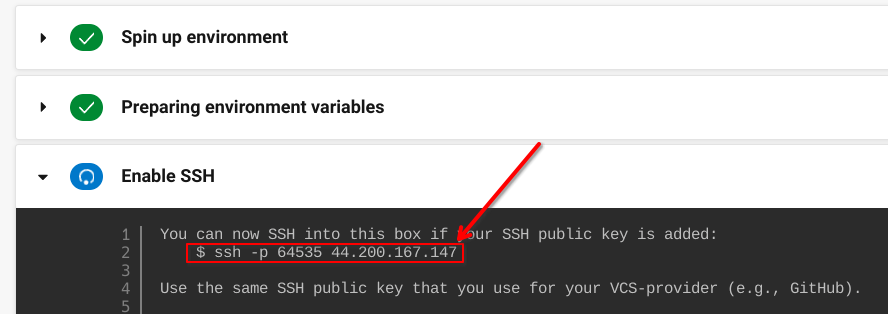 Spin up environment
Preparing environment variables
Enable SSH
1 You can now SSH into this box if your SSH public key is added:
2 $ ssh -p 64535 44.200.167.147
3
4 Use the same SSH public key that you use for your VCS-provider (e.g., GitHub).
5